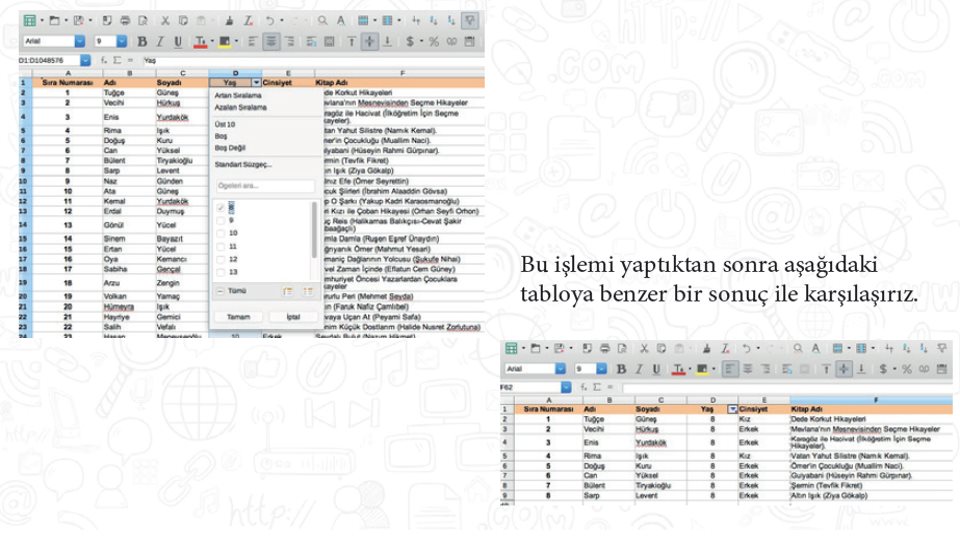 Arial 9
D1:D1048576 Yaş
A B C D E F
1 Sıra Numarası Adı Soyadı Yaş Cinsiyet Kitap Adı
2 1 Tuğçe Güneş Dede Korkut Hikayeleri
3 2 Vecihi Hürkuş Mevlana'nın Mesnevisinden Seçme Hikayeler
4 3 Enis Yurdakök Karagöz ile Hacivat (İlköğretim İçin Seçme
Hikayeler).
5 4 Rima Işık Vatan Yahut Silistre (Namık Kemal).
6 5 Doğuş Kuru Ömer'in Çocukluğu (Muallim Naci).
7 6 Can Yüksel Gulyabani (Hüseyin Rahmi Gürpınar).
8 7 Bülent Tiryakioğlu Şermin (Tevfik Fikret)
9 8 Sarp Levent Altın Işık (Ziya Gökalp)
10 9 Naz Günden Yalnız Efe (Ömer Seyrettin)
11 10 Ata Güneş Çocuk Şiirleri (İbrahim Alaaddin Gövsa)
12 11 Kemal Yurdakök O Şarkı (Yakup Kadri Karaosmanoğlu)
13 12 Erdal Duymuş Kızı ile Çoban Hikayesi (Orhan Seyfi Orhon)
14 13 Gönül Yücel Reis (Halikarnas Balıkçısı-Cevat Şakir
Kabaağaçlı)
15 14 Sinem Bayazıt Damla Damla (Ruşen Eşref Ünaydın)
16 15 Ertan Yücel Ömer (Mahmut Yesari)
17 16 Oya Kemancı Domaniç Dağlarının Yolcusu (Şukufe Nihai)
18 17 Sabiha Gençal Evvel Zaman İçinde (Eflatun Cem Güney)
19 18 Arzu Zengin Cumhuriyet Öncesi Yazarlardan Çocuklara
Hikayeler
20 19 Volkan Yamaç Peri (Mehmet Seyda)
21 20 Hümeyra Işık (Faruk Nafiz Çamlıbel)
22 21 Hayriye Gemici Havaya Uçan At (Peyami Safa)
23 22 Salih Vefalı Benim Küçük Dostlarım (Halide Nusret Zorlutuna)
24 23 Hasan Menevşeoğlu 10 Erkek Sevdalı Bulut (Nazım Hikmet)
Artan Sıralama
Azalan Sıralama
Üst 10
Boş
Boş Değil
Standart Süzgeç...
Ögeleri ara...
8
9
10
11
12
13
Tümü
Tamam İptal
Bu işlemi yaptıktan sonra aşağıdaki
tabloya benzer bir sonuç ile karşılaşırız.
Arial 9
F62
A B C D E F
1 Sıra Numarası Adı Soyadı Yaş Cinsiyet Kitap Adı
2 1 Tuğçe Güneş 8 Kız Dede Korkut Hikayeleri
3 2 Vecihi Hürkuş 8 Erkek Mevlana'nın Mesnevisinden Seçme Hikayeler
4 3 Enis Yurdakök 8 Erkek Karagöz ile Hacivat (İlköğretim İçin Seçme
Hikayeler).
5 4 Rima Işık 8 Kız Vatan Yahut Silistre (Namık Kemal).
6 5 Doğuş Kuru 8 Erkek Ömer'in Çocukluğu (Muallim Naci).
7 6 Can Yüksel 8 Erkek Gulyabani (Hüseyin Rahmi Gürpınar).
8 7 Bülent Tiryakioğlu 8 Erkek Şermin (Tevfik Fikret)
9 8 Sarp Levent 8 Erkek Altın Işık (Ziya Gökalp)